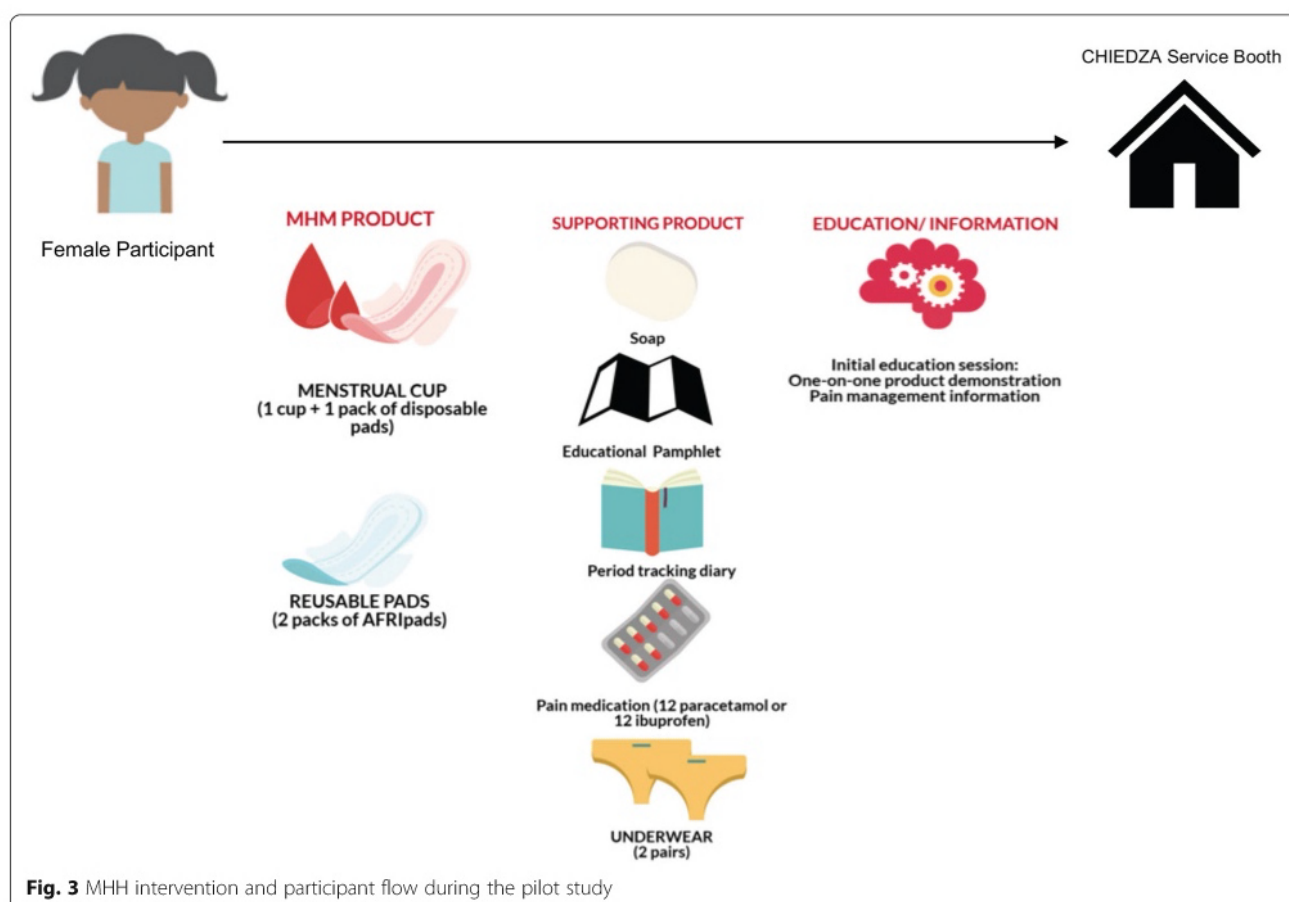 CHIEDZA Service Booth
Female Participant
MHM PRODUCT
MENSTRUAL CUP
(1 cup + 1 pack of disposable
pads)
REUSABLE PADS
(2 packs of AFRIpads)
SUPPORTING PRODUCT
Soap
Educational Pamphlet
Period tracking diary
Pain medication (12 paracetamol or
12 ibuprofen)
UNDERWEAR
(2 pairs)
EDUCATION/ INFORMATION
Initial education session:
One-on-one product demonstration
Pain management information
Fig. 3 MHH intervention and participant flow during the pilot study